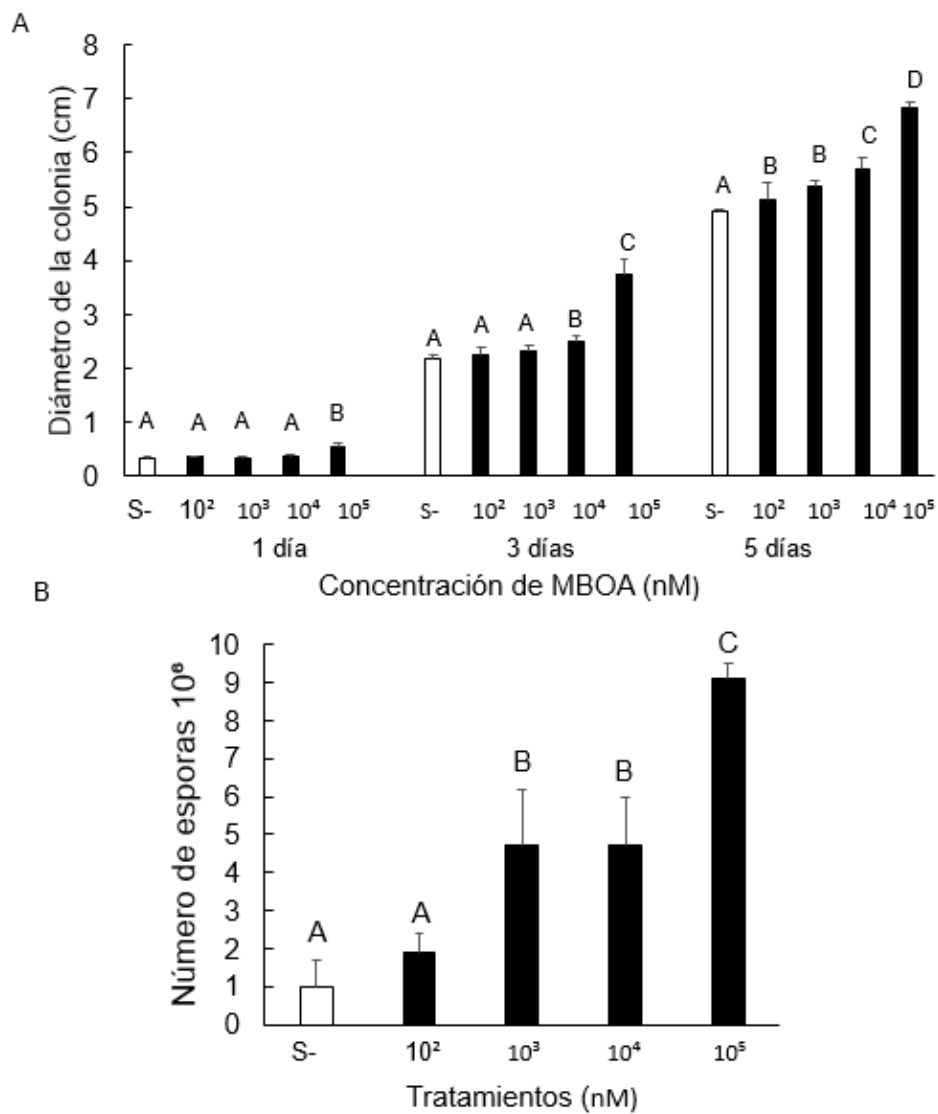 A
Diámetro de la colonia (cm)
8
7
6
5
4
3
2
1
0
A A A A B
A A A B C
A B B C D
S- 10² 10³ 10⁴ 10⁵ S- 10² 10³ 10⁴ 10⁵ S- 10² 10³ 10⁴ 10⁵
1 día 3 días 5 días
Concentración de MBOA (nM)
B
Número de esporas 10⁸
10
9
8
7
6
5
4
3
2
1
0
A A B B C
S- 10² 10³ 10⁴ 10⁵
Tratamientos (nM)